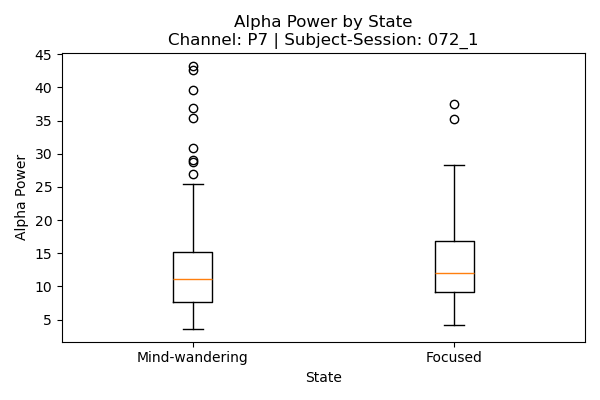 Alpha Power by State
Channel: P7 | Subject-Session: 072_1
45
40
35
30
25
20
15
10
5
Alpha Power
Mind-wandering
Focused
State